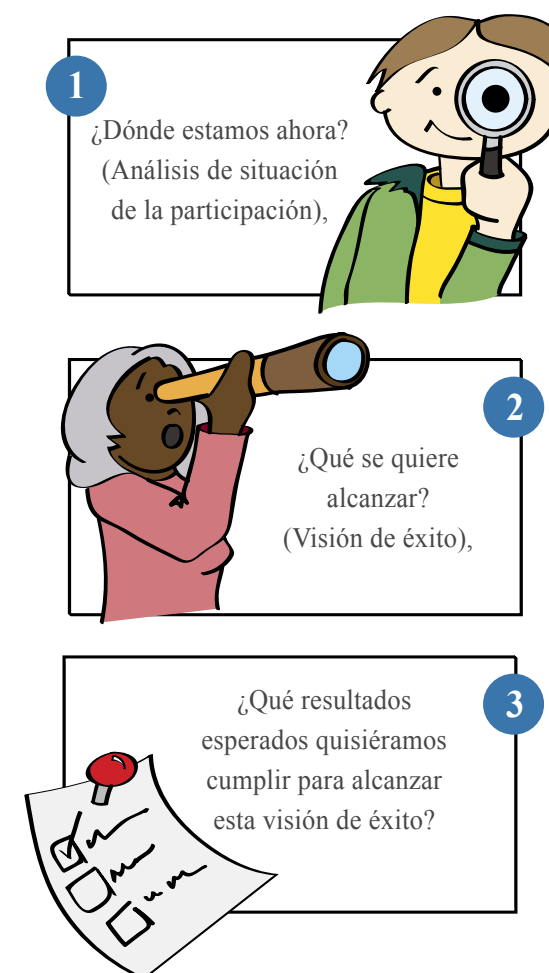 1
¿Dónde estamos ahora?
(Análisis de situación
de la participación),
2
¿Qué se quiere
alcanzar?
(Visión de éxito),
3
¿Qué resultados
esperados quisiéramos
cumplir para alcanzar
esta visión de éxito?